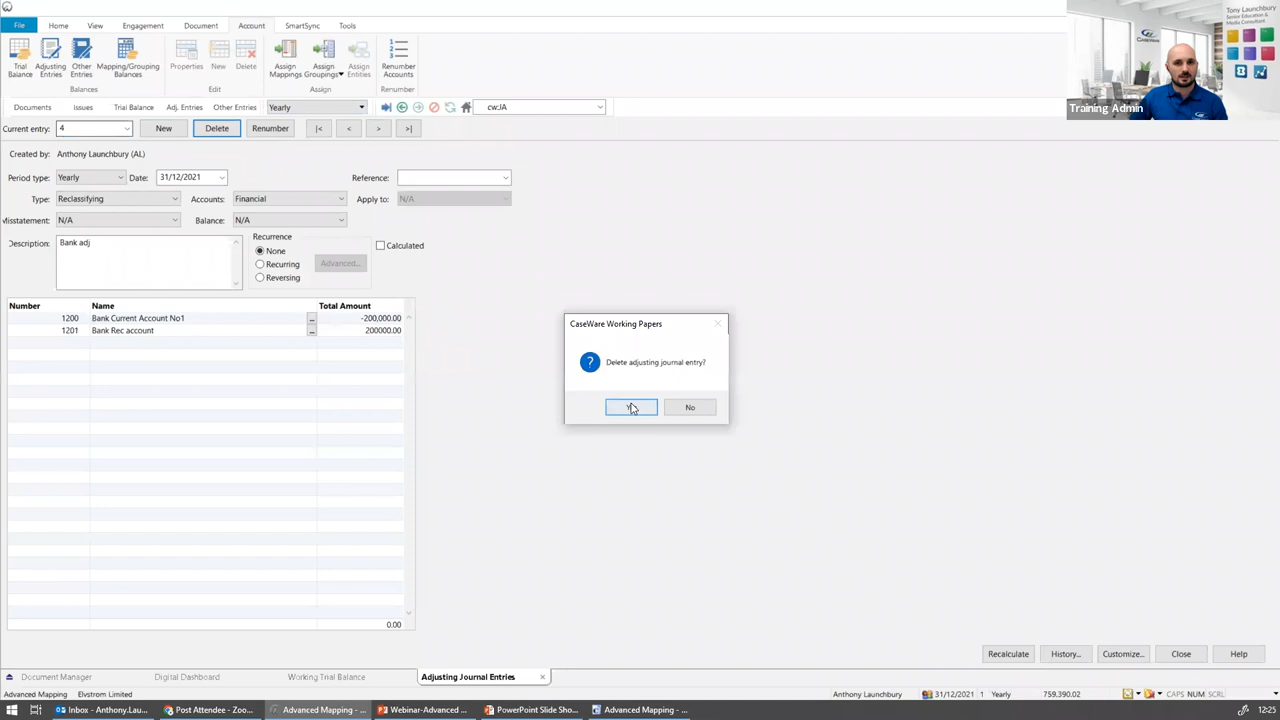 File Home View Engagement Document Account SmartSync Tools
Trial Balance Adjusting Entries Other Entries Mapping/Grouping Balances Properties New Delete Assign Mappings Assign Groupings Assign Entities Renumber Accounts
Balances Edit Assign Renumber
Documents Issues Trial Balance Adj. Entries Other Entries Yearly cw:JA
Current entry: 4 New Delete Renumber |< < > >|
Created by: Anthony Launchbury (AL)
Period type: Yearly Date: 31/12/2021 Reference:
Type: Reclassifying Accounts: Financial Apply to: N/A
Misstatement: N/A Balance: N/A
Description: Bank adj
Recurrence
None
Recurring Advanced...
Reversing
Calculated
Number Name Total Amount
1200 Bank Current Account No1 ... -200,000.00
1201 Bank Rec account ... 200000.00
0.00
CaseWare Working Papers
Delete adjusting journal entry?
No
Tony Launchbury
Senior Education &
Media Consultant
CASEWARE
Training Admin
Recalculate History... Customize... Close Help
Document Manager Digital Dashboard Working Trial Balance Adjusting Journal Entries
Advanced Mapping Elvstrom Limited Anthony Launchbury 31/12/2021 1 Yearly 759,390.02 CAPS NUM SCRL
Inbox - Anthony.Lau... Post Attendee - Zoo... Advanced Mapping - ... Webinar-Advanced ... PowerPoint Slide Sho... Advanced Mapping - ... 12:25